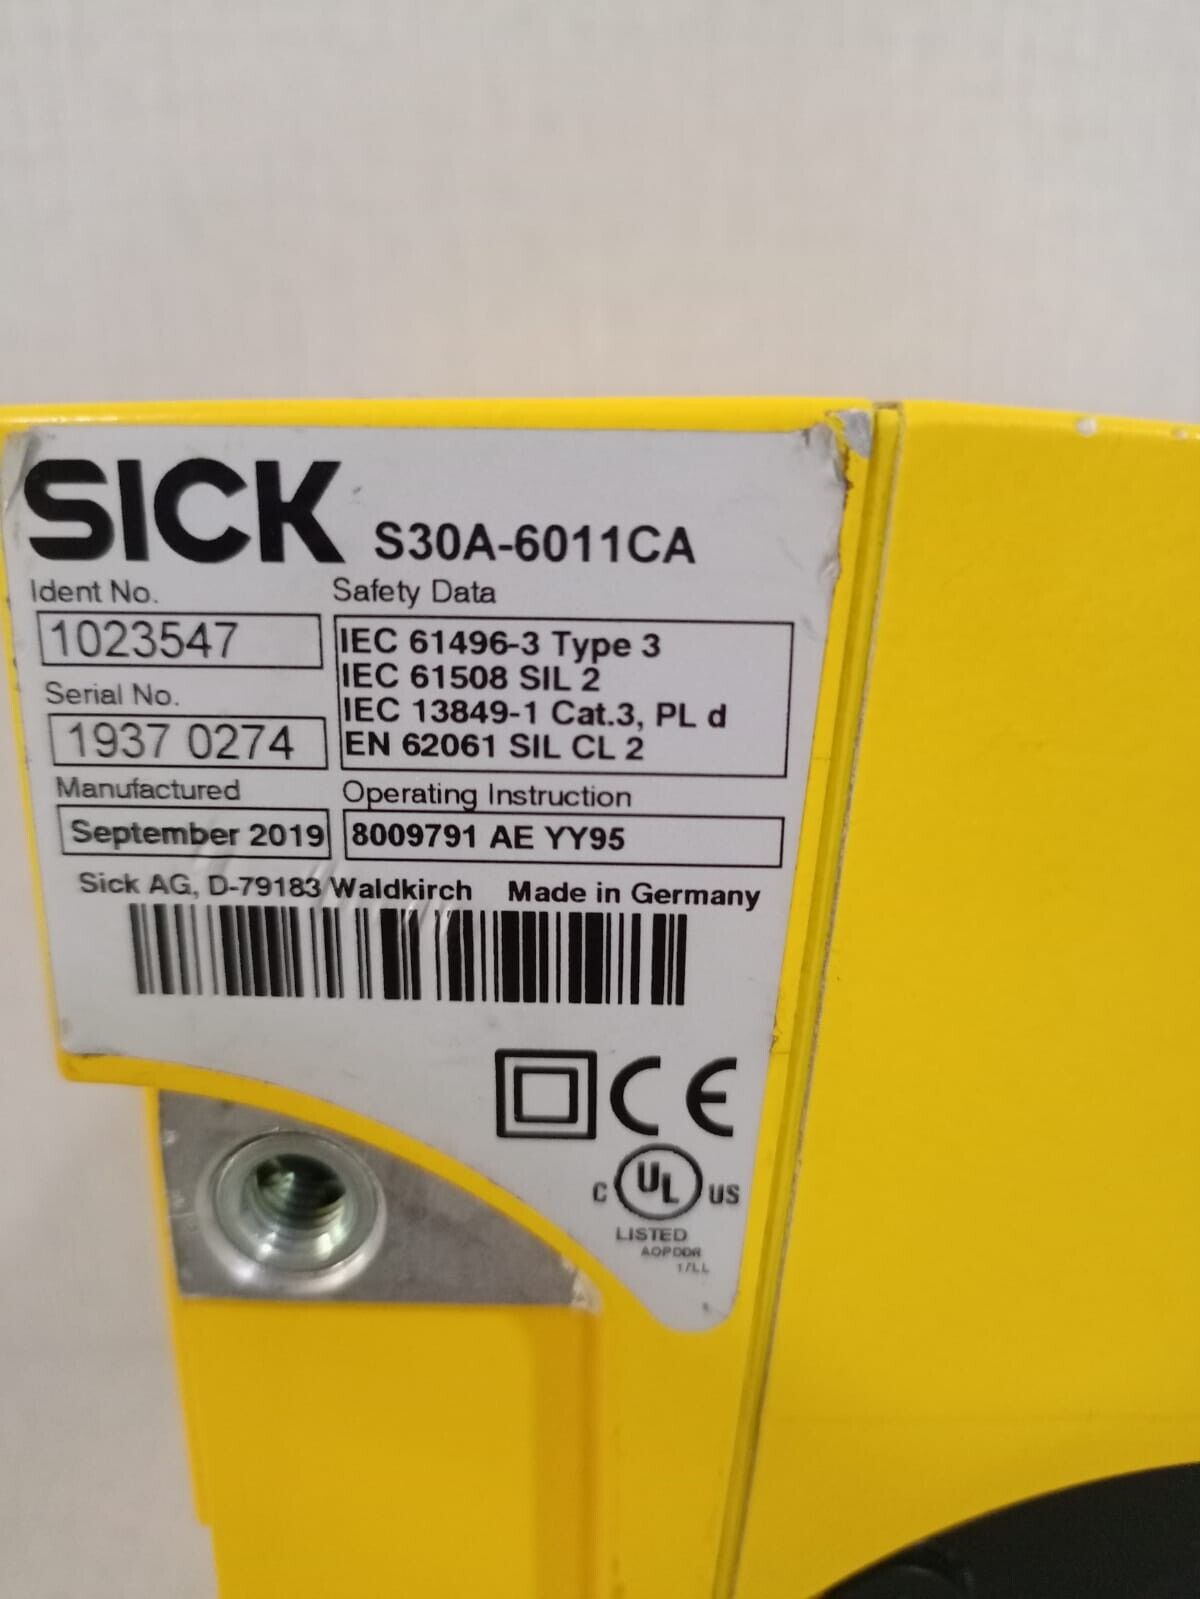 SICK S30A-6011CA
Ident No. Safety Data
1023547
IEC 61496-3 Type 3
IEC 61508 SIL 2
IEC 13849-1 Cat.3, PL d
EN 62061 SIL CL 2
Serial No.
1937 0274
Manufactured Operating Instruction
September 2019 8009791 AE YY95
Sick AG, D-79183 Waldkirch Made in Germany
CE
C UL US
LISTED
AOPDDR